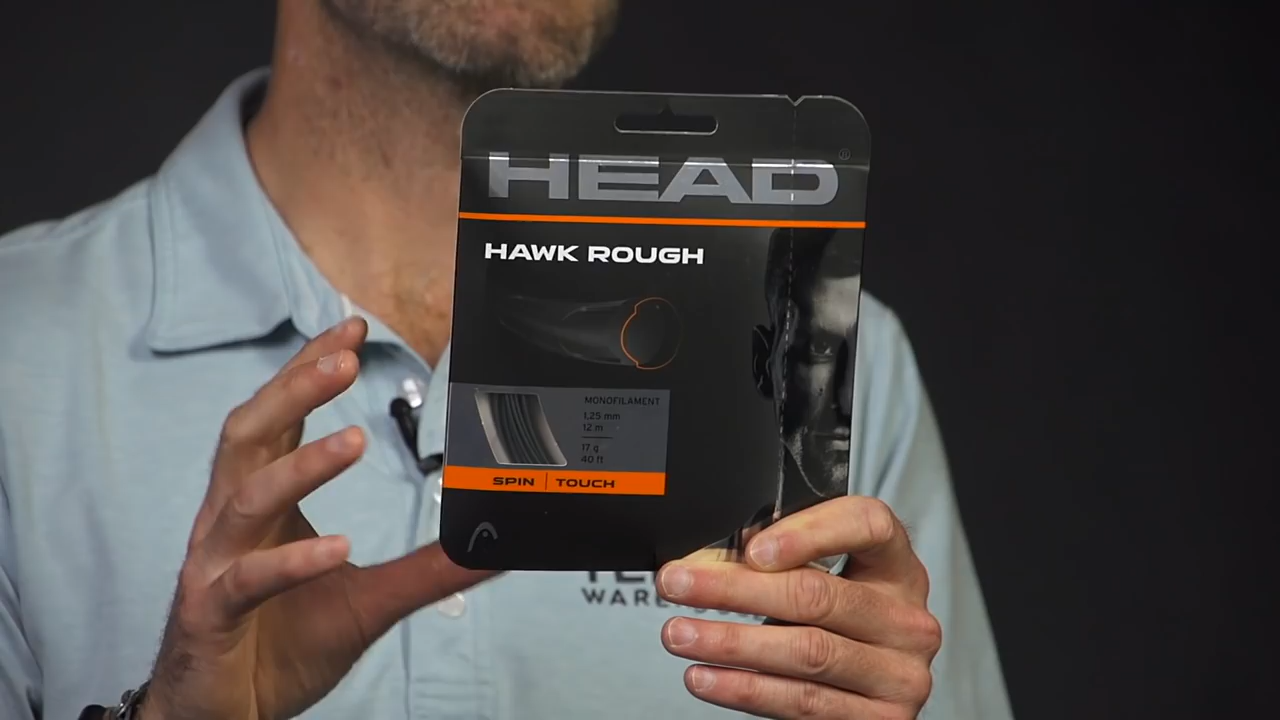 HEAD®
HAWK ROUGH
MONOFILAMENT
1.25 mm
12 m
17 g
40 ft
SPIN | TOUCH